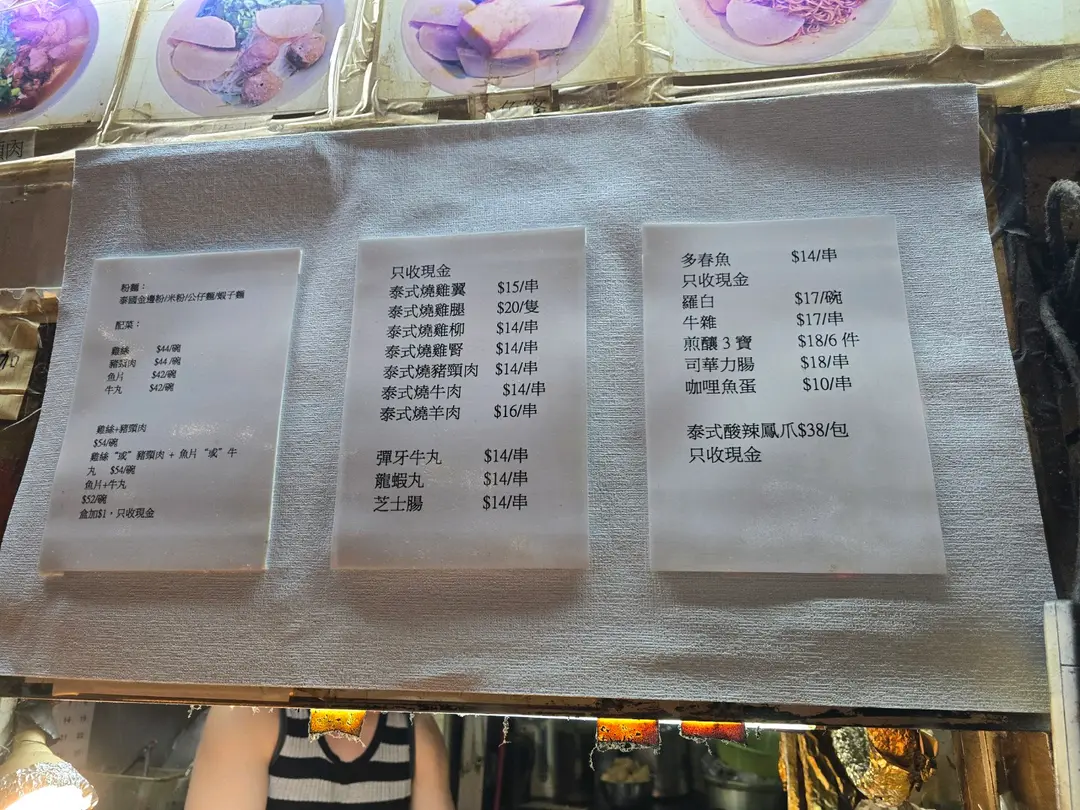 粉麵：
泰國金邊粉/米粉/公仔麵/蝦子麵
配菜：
雞絲 $44/碗
豬頸肉 $44/碗
魚片 $42/碗
牛丸 $42/碗
雞絲+豬頸肉
$54/碗
雞絲“或”豬頸肉 + 魚片“或”牛
丸 $54/碗
魚片+牛丸
$52/碗
盒加$1，只收現金
只收現金
泰式燒雞翼 $15/串
泰式燒雞腿 $20/隻
泰式燒雞柳 $14/串
泰式燒雞腎 $14/串
泰式燒豬頸肉 $14/串
泰式燒牛肉 $14/串
泰式燒羊肉 $16/串
彈牙牛丸 $14/串
龍蝦丸 $14/串
芝士腸 $14/串
多春魚 $14/串
只收現金
羅白 $17/碗
牛雜 $17/串
煎釀 3 寶 $18/6 件
司華力腸 $18/串
咖哩魚蛋 $10/串
泰式酸辣鳳爪$38/包
只收現金